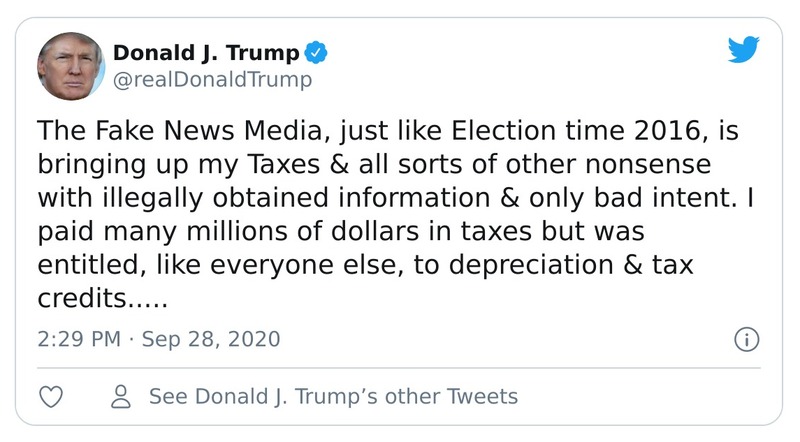 Donald J. Trump
@realDonaldTrump
The Fake News Media, just like Election time 2016, is
bringing up my Taxes & all sorts of other nonsense
with illegally obtained information & only bad intent. I
paid many millions of dollars in taxes but was
entitled, like everyone else, to depreciation & tax
credits.....
2:29 PM · Sep 28, 2020
See Donald J. Trump’s other Tweets